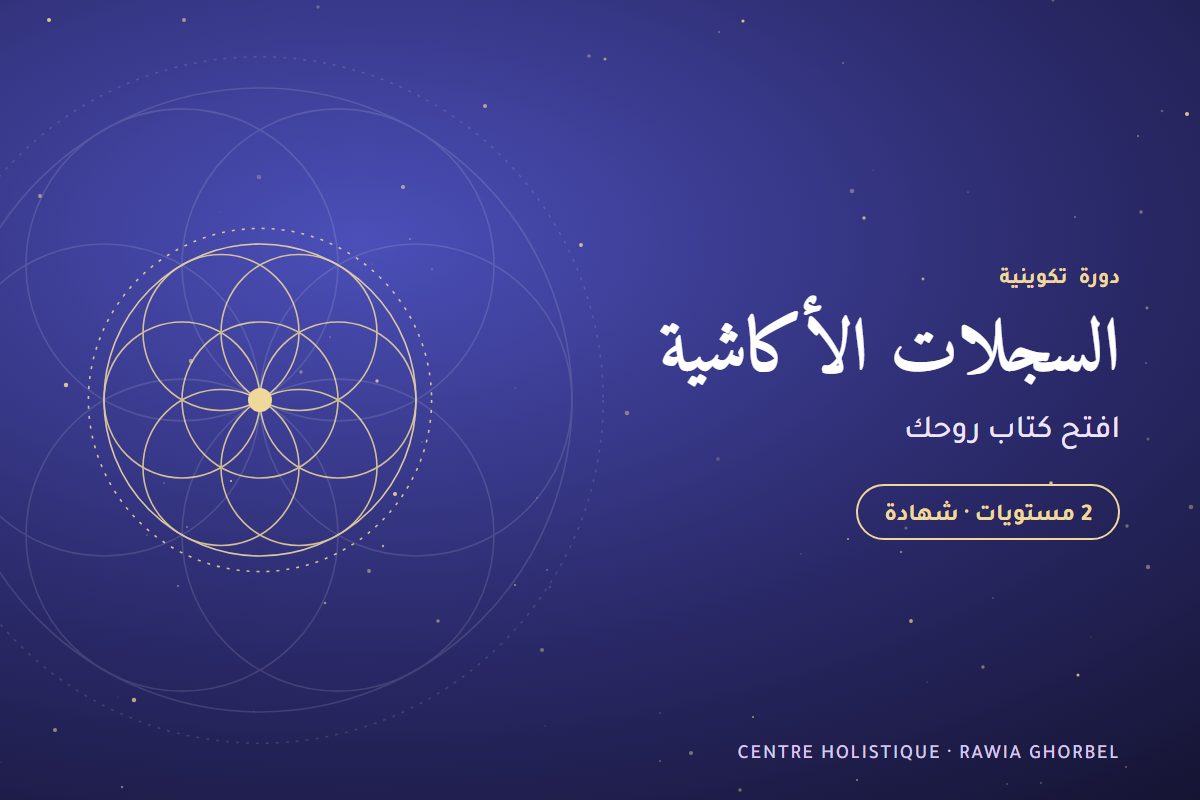 دورة تكوينية
السجلات الأكاشية
افتح كتاب روحك
2 مستويات · شهادة
CENTRE HOLISTIQUE · RAWIA GHORBEL